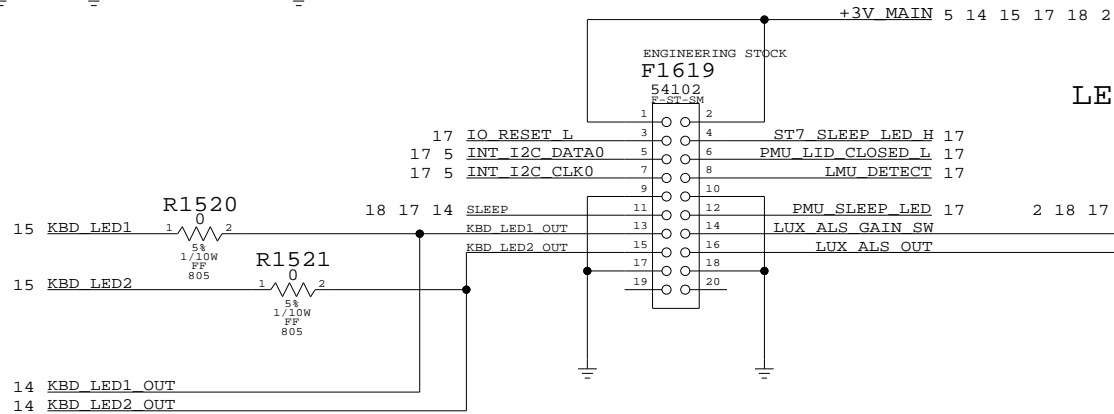 +3V_MAIN 5 14 15 17 18 2
ENGINEERING STOCK
F1619
54102
F-ST-SM
LE
1 2
17 IO_RESET_L 3 4 ST7_SLEEP_LED_H 17
17 5 INT_I2C_DATA0 5 6 PMU_LID_CLOSED_L 17
17 5 INT_I2C_CLK0 7 8 LMU_DETECT 17
9 10
R1520
0
18 17 14 SLEEP 11 12 PMU_SLEEP_LED 17 2 18 17
15 KBD_LED1 1 2 KBD_LED1_OUT 13 14 LUX_ALS_GAIN_SW
5%
1/10W
FF
805
KBD_LED2_OUT 15 16 LUX_ALS_OUT
R1521
0
17 18
15 KBD_LED2 1 2 19 20
5%
1/10W
FF
805
14 KBD_LED1_OUT
14 KBD_LED2_OUT